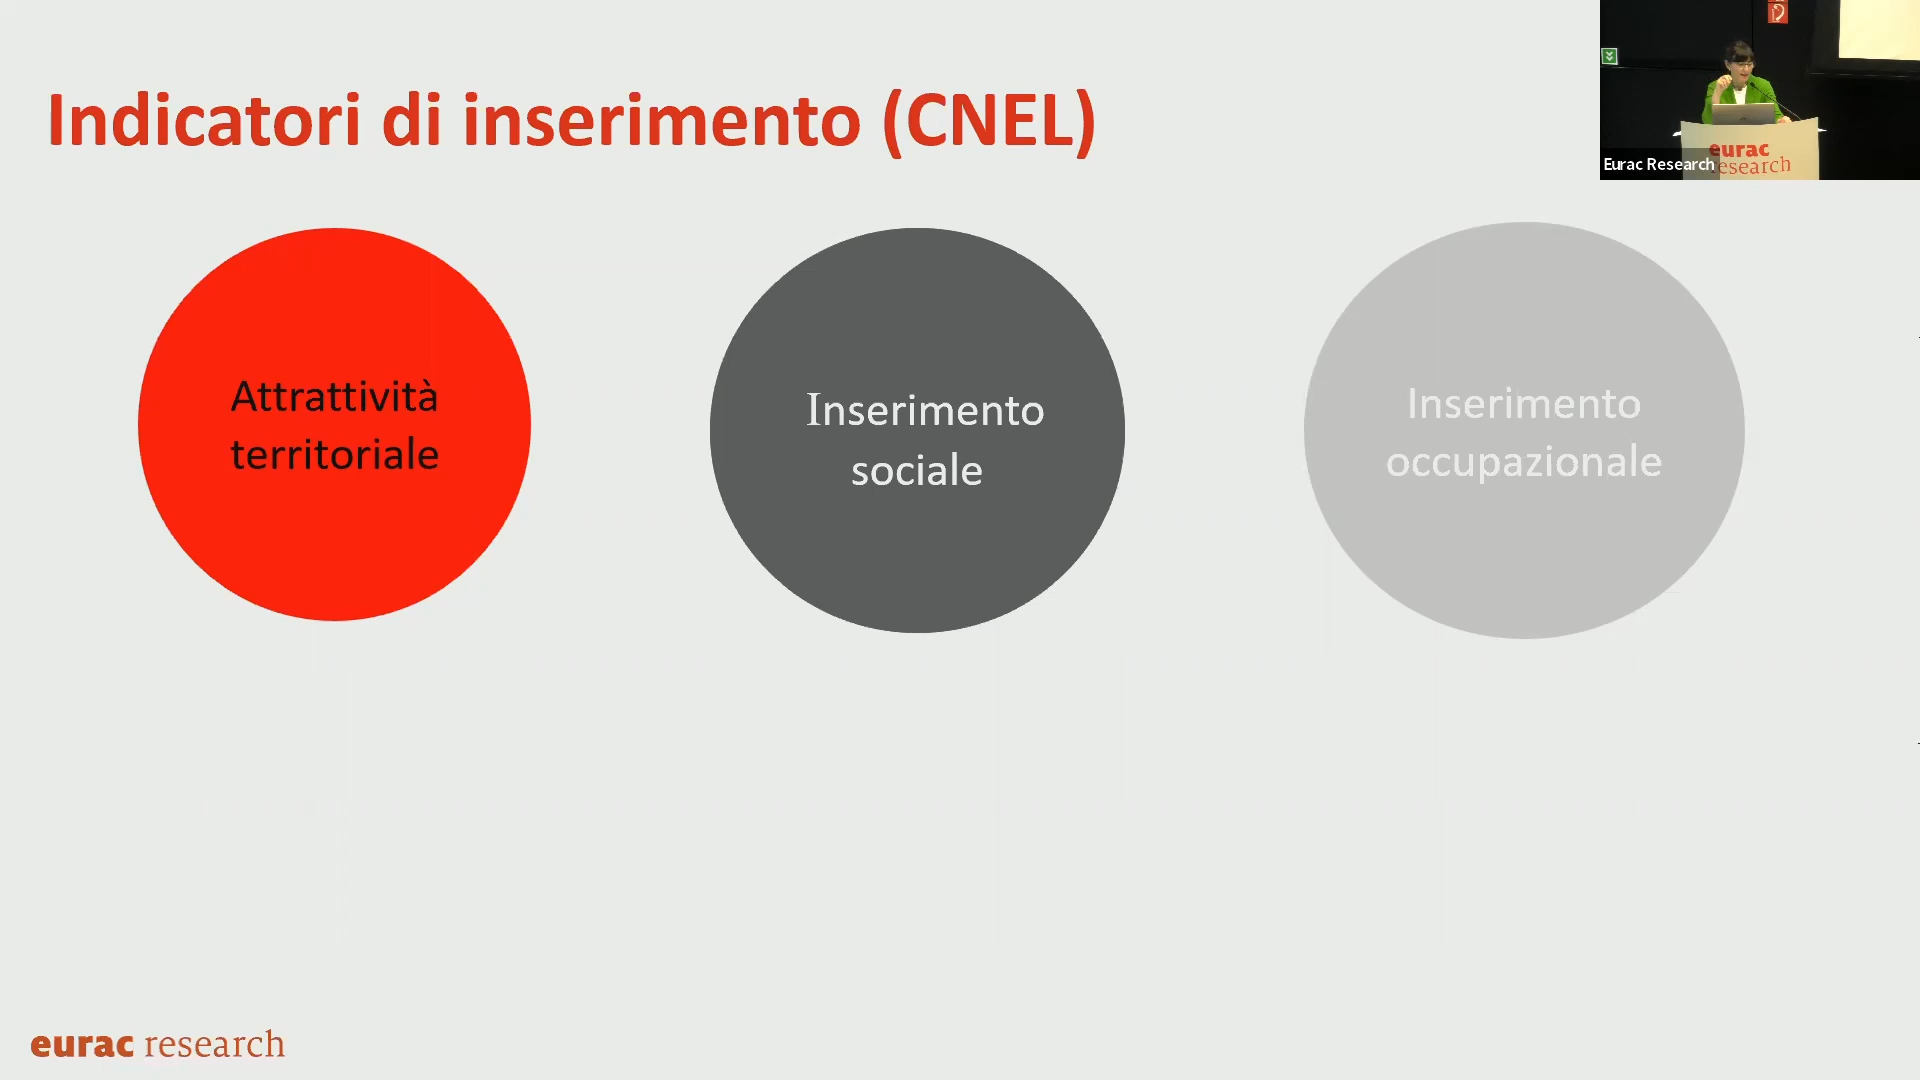 Indicatori di inserimento (CNEL)
Attrattività
territoriale
Inserimento
sociale
Inserimento
occupazionale
eurac
research
Eurac Research
eurac research